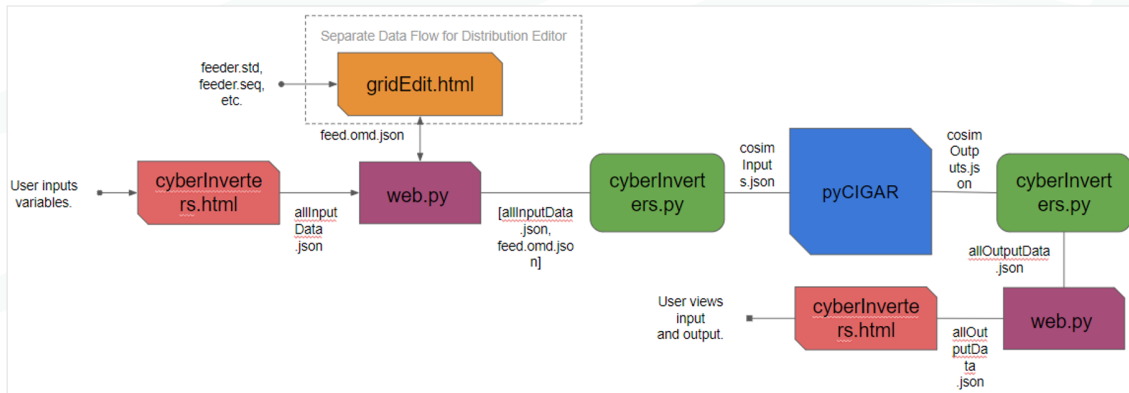 Separate Data Flow for Distribution Editor
feeder.std,
feeder.seq,
etc.
gridEdit.html
feed.omd.json
User inputs
variables.
cyberInverte
rs.html
allInput
Data
.json
web.py
[allInputData
.json,
feed.omd.jso
n]
cyberInvert
ers.py
cosim
Input
s.json
pyCIGAR
cosim
Outp
uts.js
on
cyberInvert
ers.py
allOutputData
.json
User views
input
and output.
cyberInverte
rs.html
allOut
putDa
ta
.json
web.py